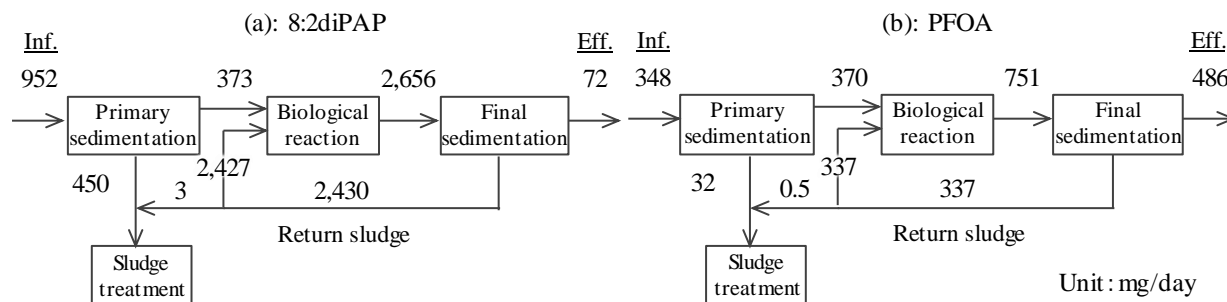 (a): 8:2diPAP
Inf.
Eff.
952
373
2,656
72
Primary
sedimentation
Biological
reaction
Final
sedimentation
450
3
2,427
2,430
Return sludge
Sludge
treatment
(b): PFOA
Inf.
Eff.
348
370
751
486
Primary
sedimentation
Biological
reaction
Final
sedimentation
32
0.5
337
337
Return sludge
Sludge
treatment
Unit : mg/day